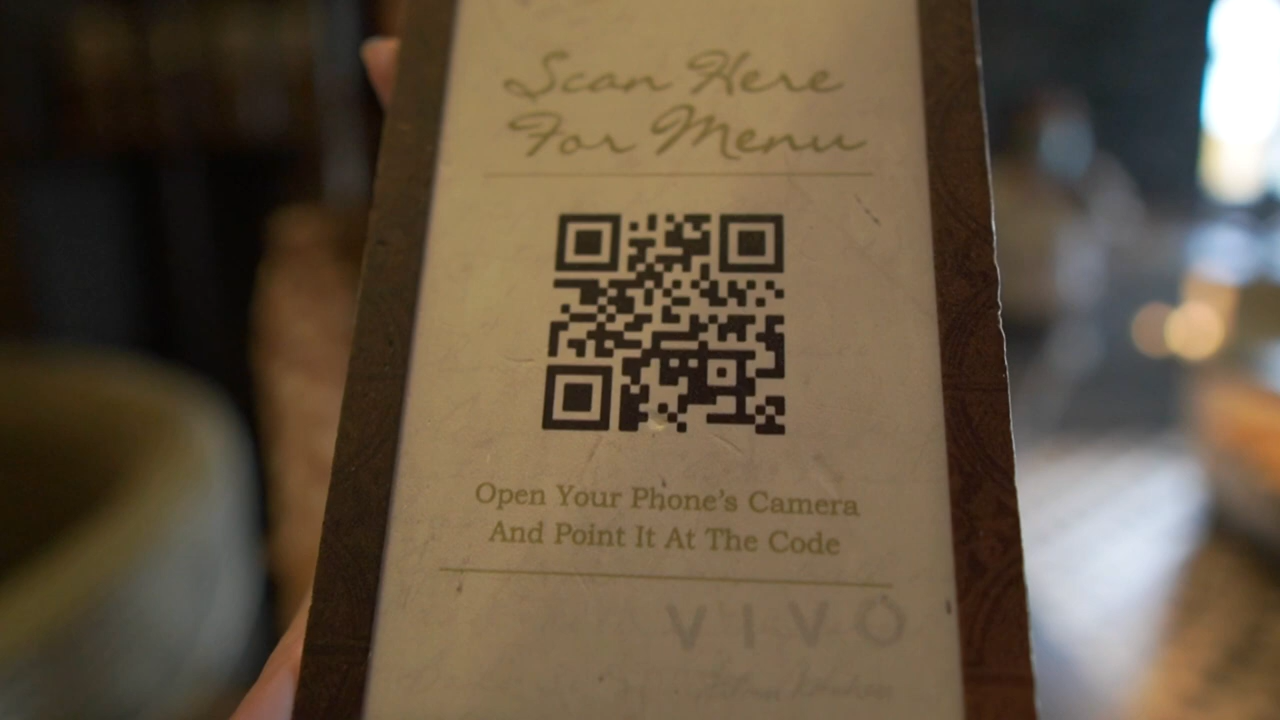 Scan Here
For Menu
Open Your Phone's Camera
And Point It At The Code
VIVO